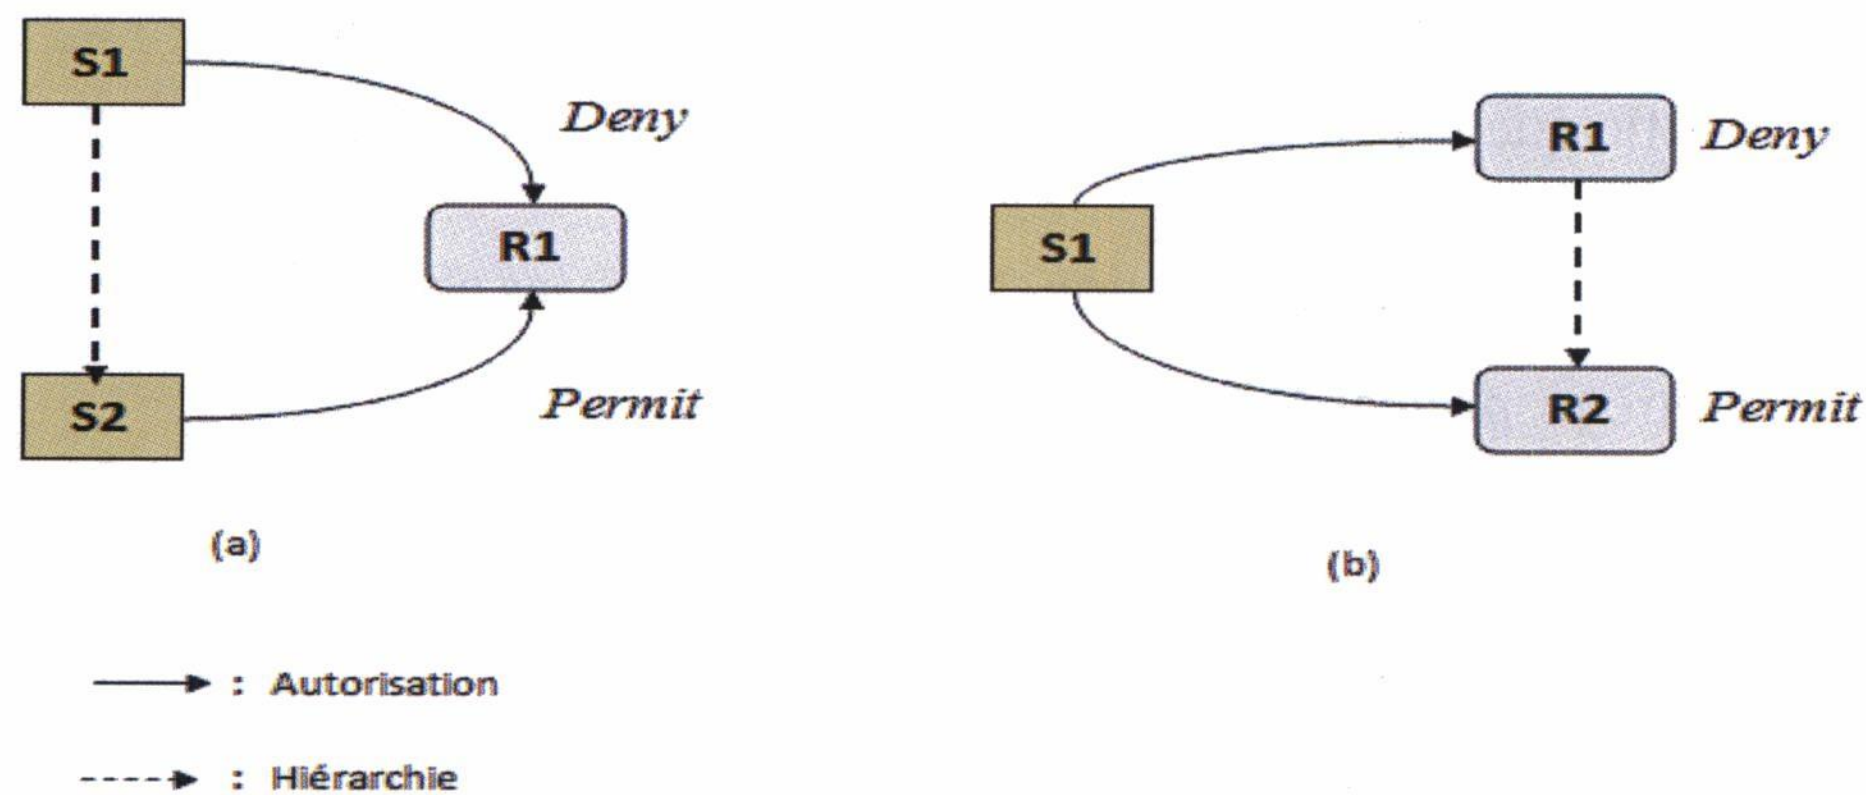 S1
Deny
R1
S2
Permit
(a)
R1
Deny
S1
R2
Permit
(b)
: Autorisation
: Hiérarchie